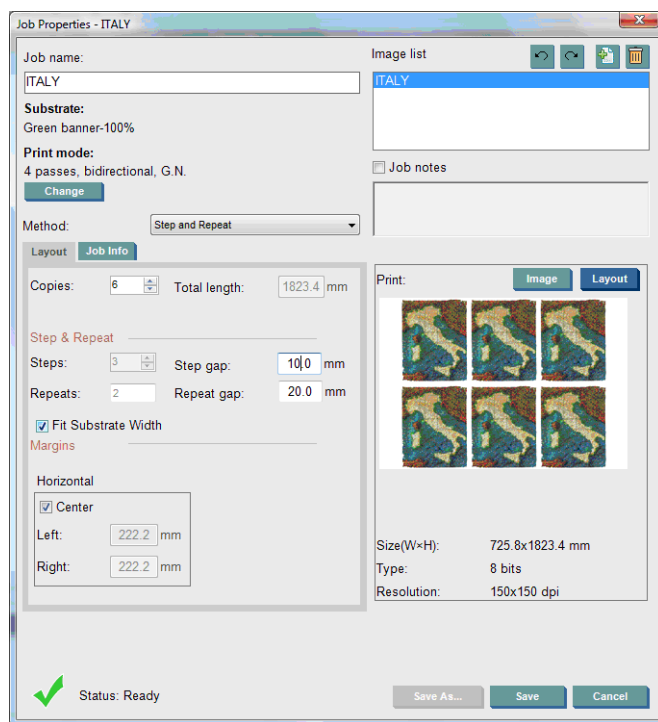 Job Properties - ITALY
Job name:
ITALY
Substrate:
Green banner-100%
Print mode:
4 passes, bidirectional, G.N.
Change
Method: Step and Repeat
Image list
ITALY
Job notes
Layout Job Info
Copies: 6 Total length: 1823.4 mm
Step & Repeat
Steps: 3 Step gap: 10.0 mm
Repeats: 2 Repeat gap: 20.0 mm
Fit Substrate Width
Margins
Horizontal
Center
Left: 222.2 mm
Right: 222.2 mm
Print: Image Layout
Size(W×H): 725.8x1823.4 mm
Type: 8 bits
Resolution: 150x150 dpi
Status: Ready
Save As... Save Cancel